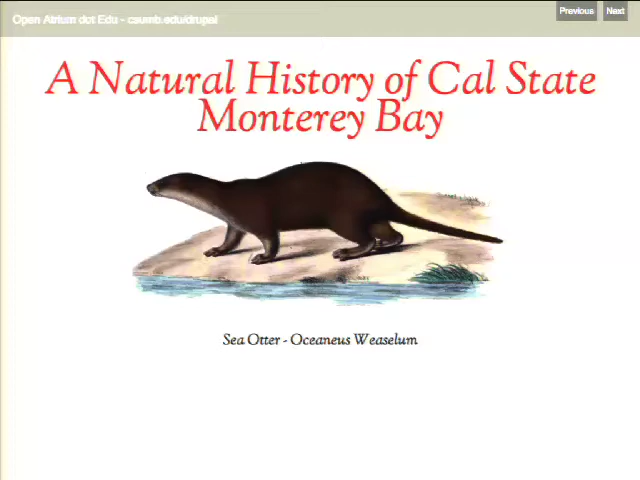 Open Atrium dot Edu - csumb.edu/drupal
Previous Next
A Natural History of Cal State
Monterey Bay
Sea Otter - Oceaneus Weaselum